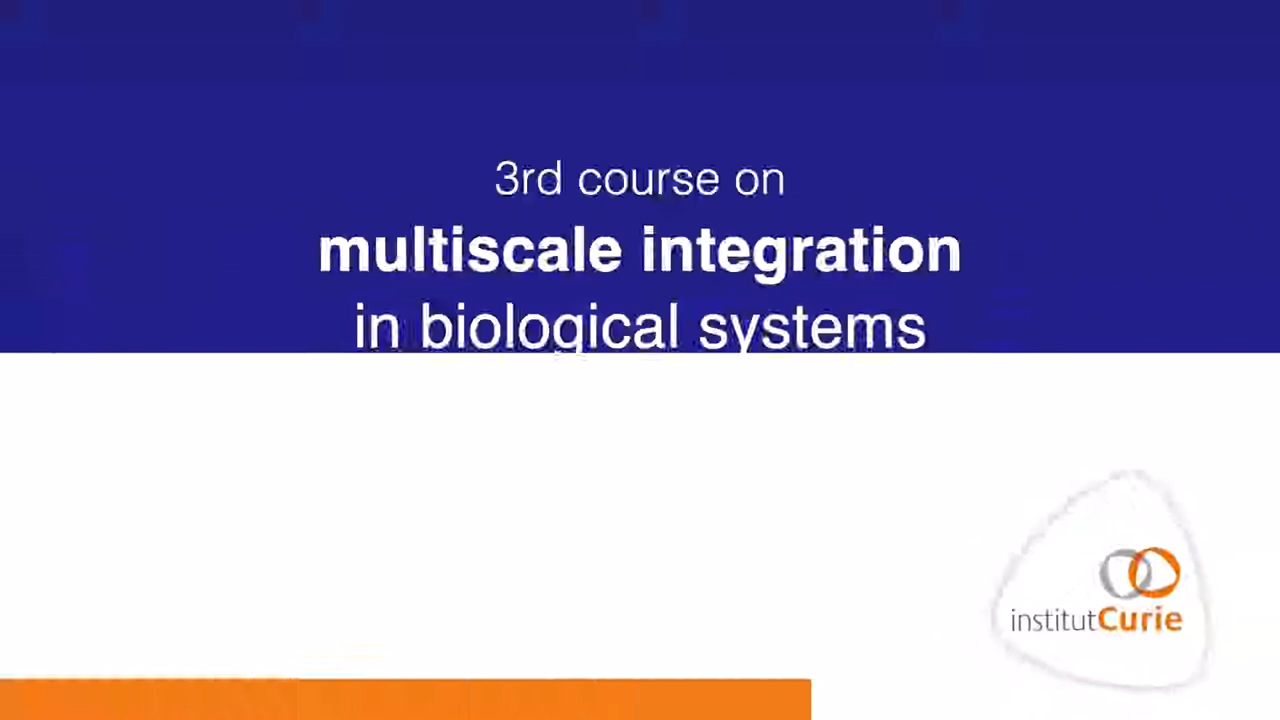 3rd course on
multiscale integration
in biological systems
institutCurie